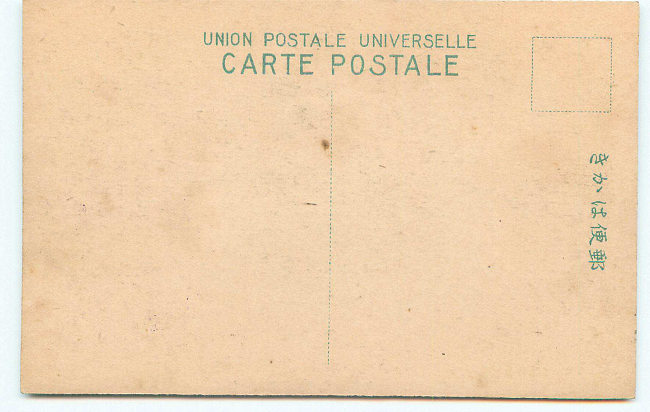 UNION POSTALE UNIVERSELLE
CARTE POSTALE
郵便はかき